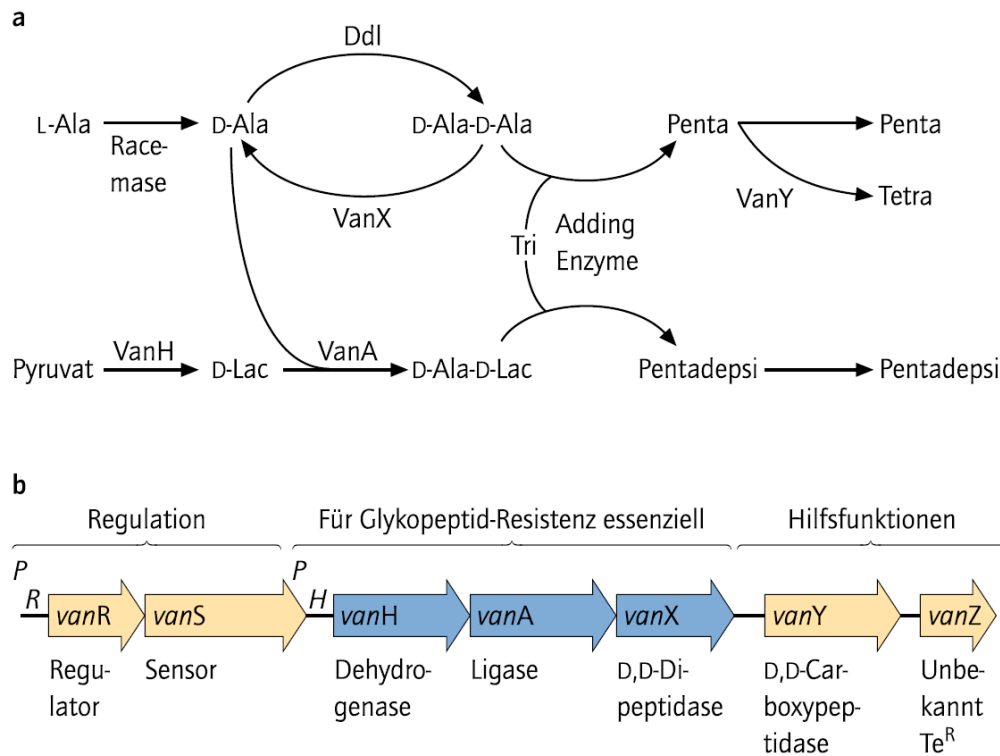 a
Ddl
L-Ala D-Ala D-Ala-D-Ala Penta Penta
Race-
mase
VanX
VanY
Tetra
Tri
Adding
Enzyme
Pyruvat VanH D-Lac VanA D-Ala-D-Lac Pentadepsi Pentadepsi
b
Regulation Für Glykopeptid-Resistenz essenziell Hilfsfunktionen
P P
R vanR vanS H vanH vanA vanX vanY vanZ
Regu-
lator
Sensor
Dehydro-
genase
Ligase
D,D-Di-
peptidase
D,D-Car-
boxypep-
tidase
Unbe-
kannt
TeR